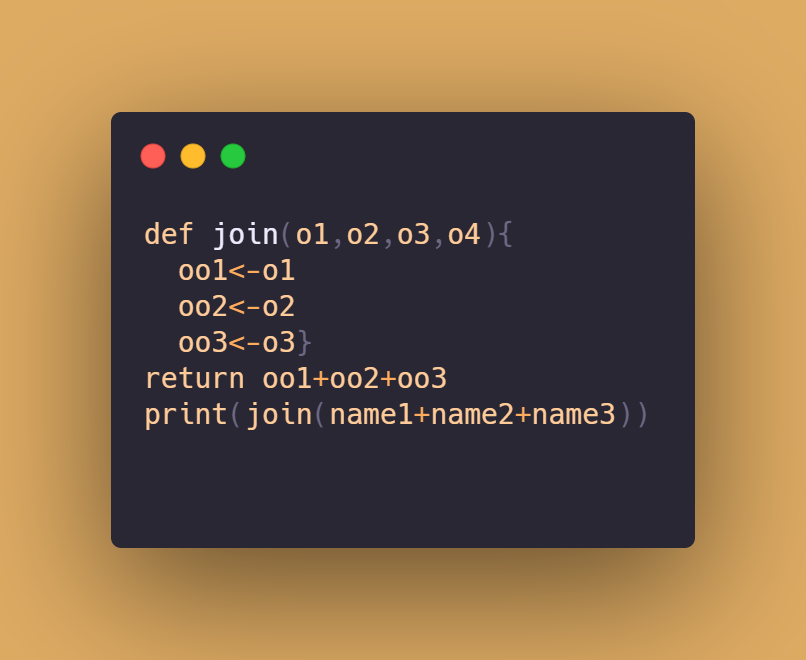 def join(o1,o2,o3,o4){
  oo1<-o1
  oo2<-o2
  oo3<-o3}
return oo1+oo2+oo3
print(join(name1+name2+name3))